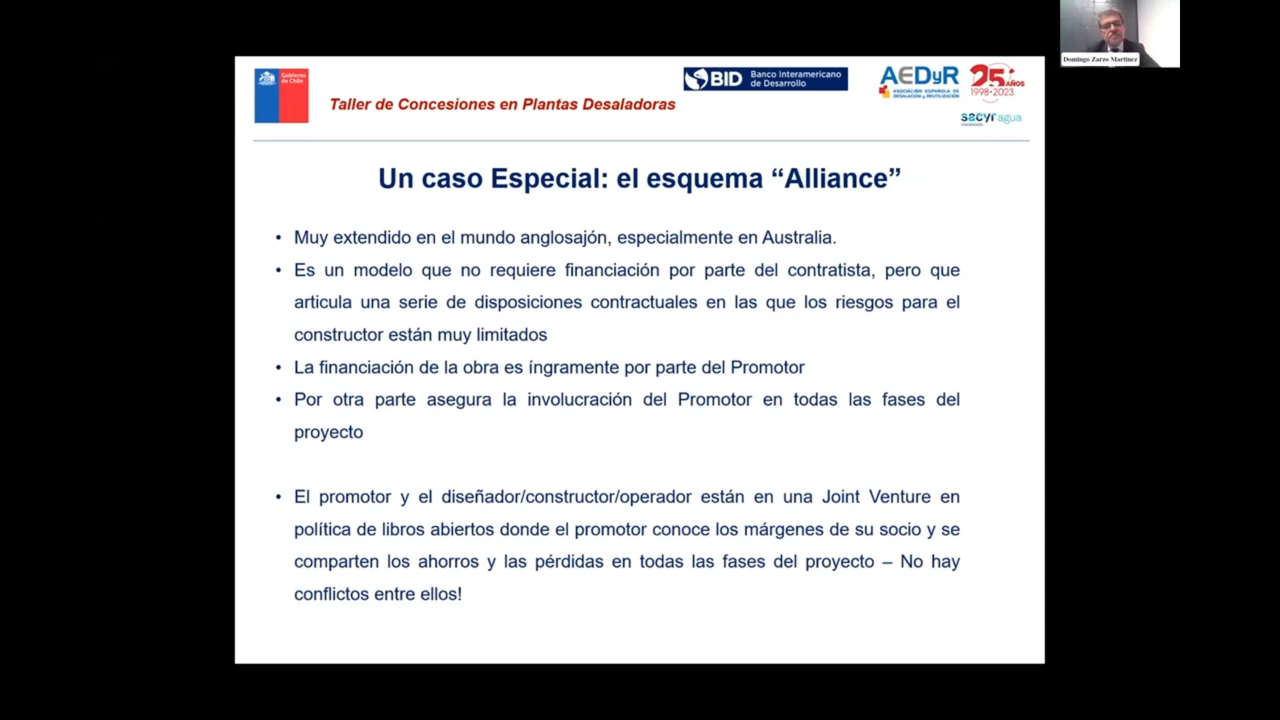 Domingo Zarzo Martinez
Gobierno
de Chile
Taller de Concesiones en Plantas Desaladoras
BID
Banco Interamericano
de Desarrollo
AEDyR
ASOCIACIÓN ESPAÑOLA DE
DESALACIÓN y REUTILIZACIÓN
25 AÑOS
1998-2023
sacyr agua
Un caso Especial: el esquema “Alliance”
• Muy extendido en el mundo anglosajón, especialmente en Australia.
• Es un modelo que no requiere financiación por parte del contratista, pero que
articula una serie de disposiciones contractuales en las que los riesgos para el
constructor están muy limitados
• La financiación de la obra es íngramente por parte del Promotor
• Por otra parte asegura la involucración del Promotor en todas las fases del
proyecto
• El promotor y el diseñador/constructor/operador están en una Joint Venture en
política de libros abiertos donde el promotor conoce los márgenes de su socio y se
comparten los ahorros y las pérdidas en todas las fases del proyecto – No hay
conflictos entre ellos!